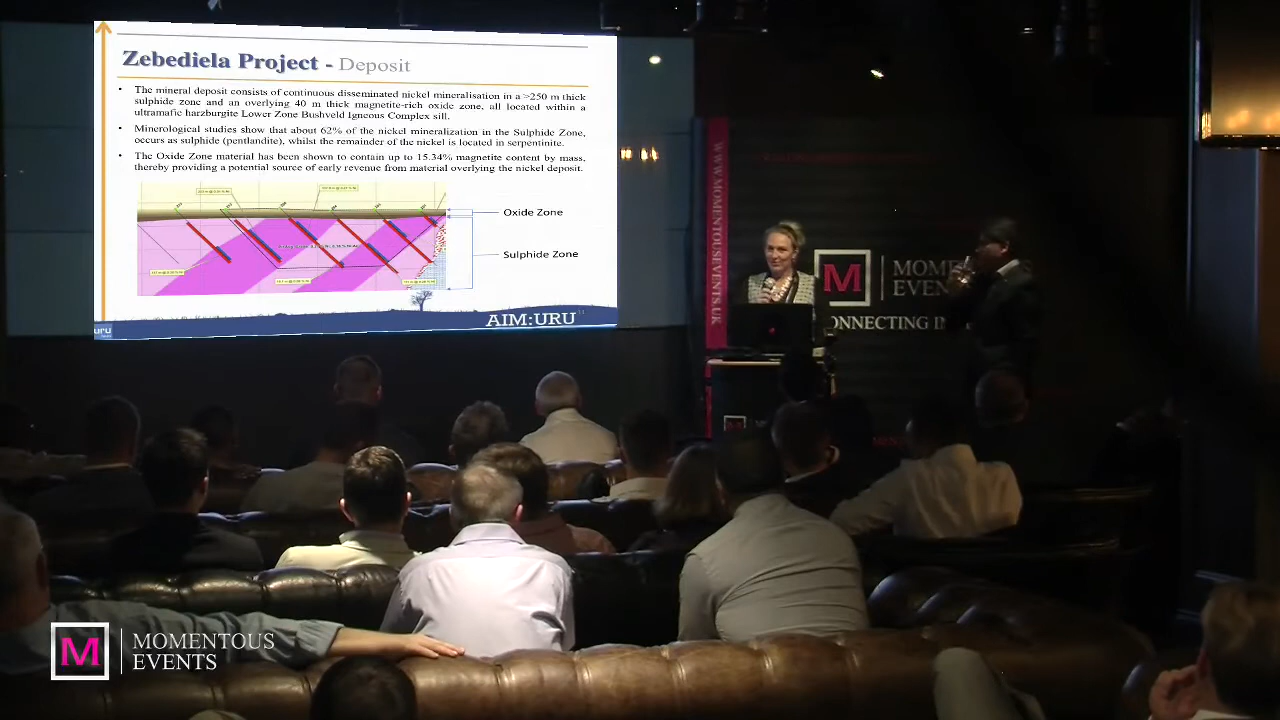 Zebediela Project - Deposit
• The mineral deposit consists of continuous disseminated nickel mineralisation in a >250 m thick
sulphide zone and an overlying 40 m thick magnetite-rich oxide zone, all located within a
ultramafic harzburgite Lower Zone Bushveld Igneous Complex sill.
• Minerological studies show that about 62% of the nickel mineralization in the Sulphide Zone,
occurs as sulphide (pentlandite), whilst the remainder of the nickel is located in serpentinite.
• The Oxide Zone material has been shown to contain up to 15.34% magnetite content by mass,
thereby providing a potential source of early revenue from material overlying the nickel deposit.
Oxide Zone
Sulphide Zone
AIM:URU
uru
WWW.MOMENTOUSEVENTS.UK
M
MOMEN
EVEN
ONNECTING IN
M
M
MOMENTOUS
EVENTS